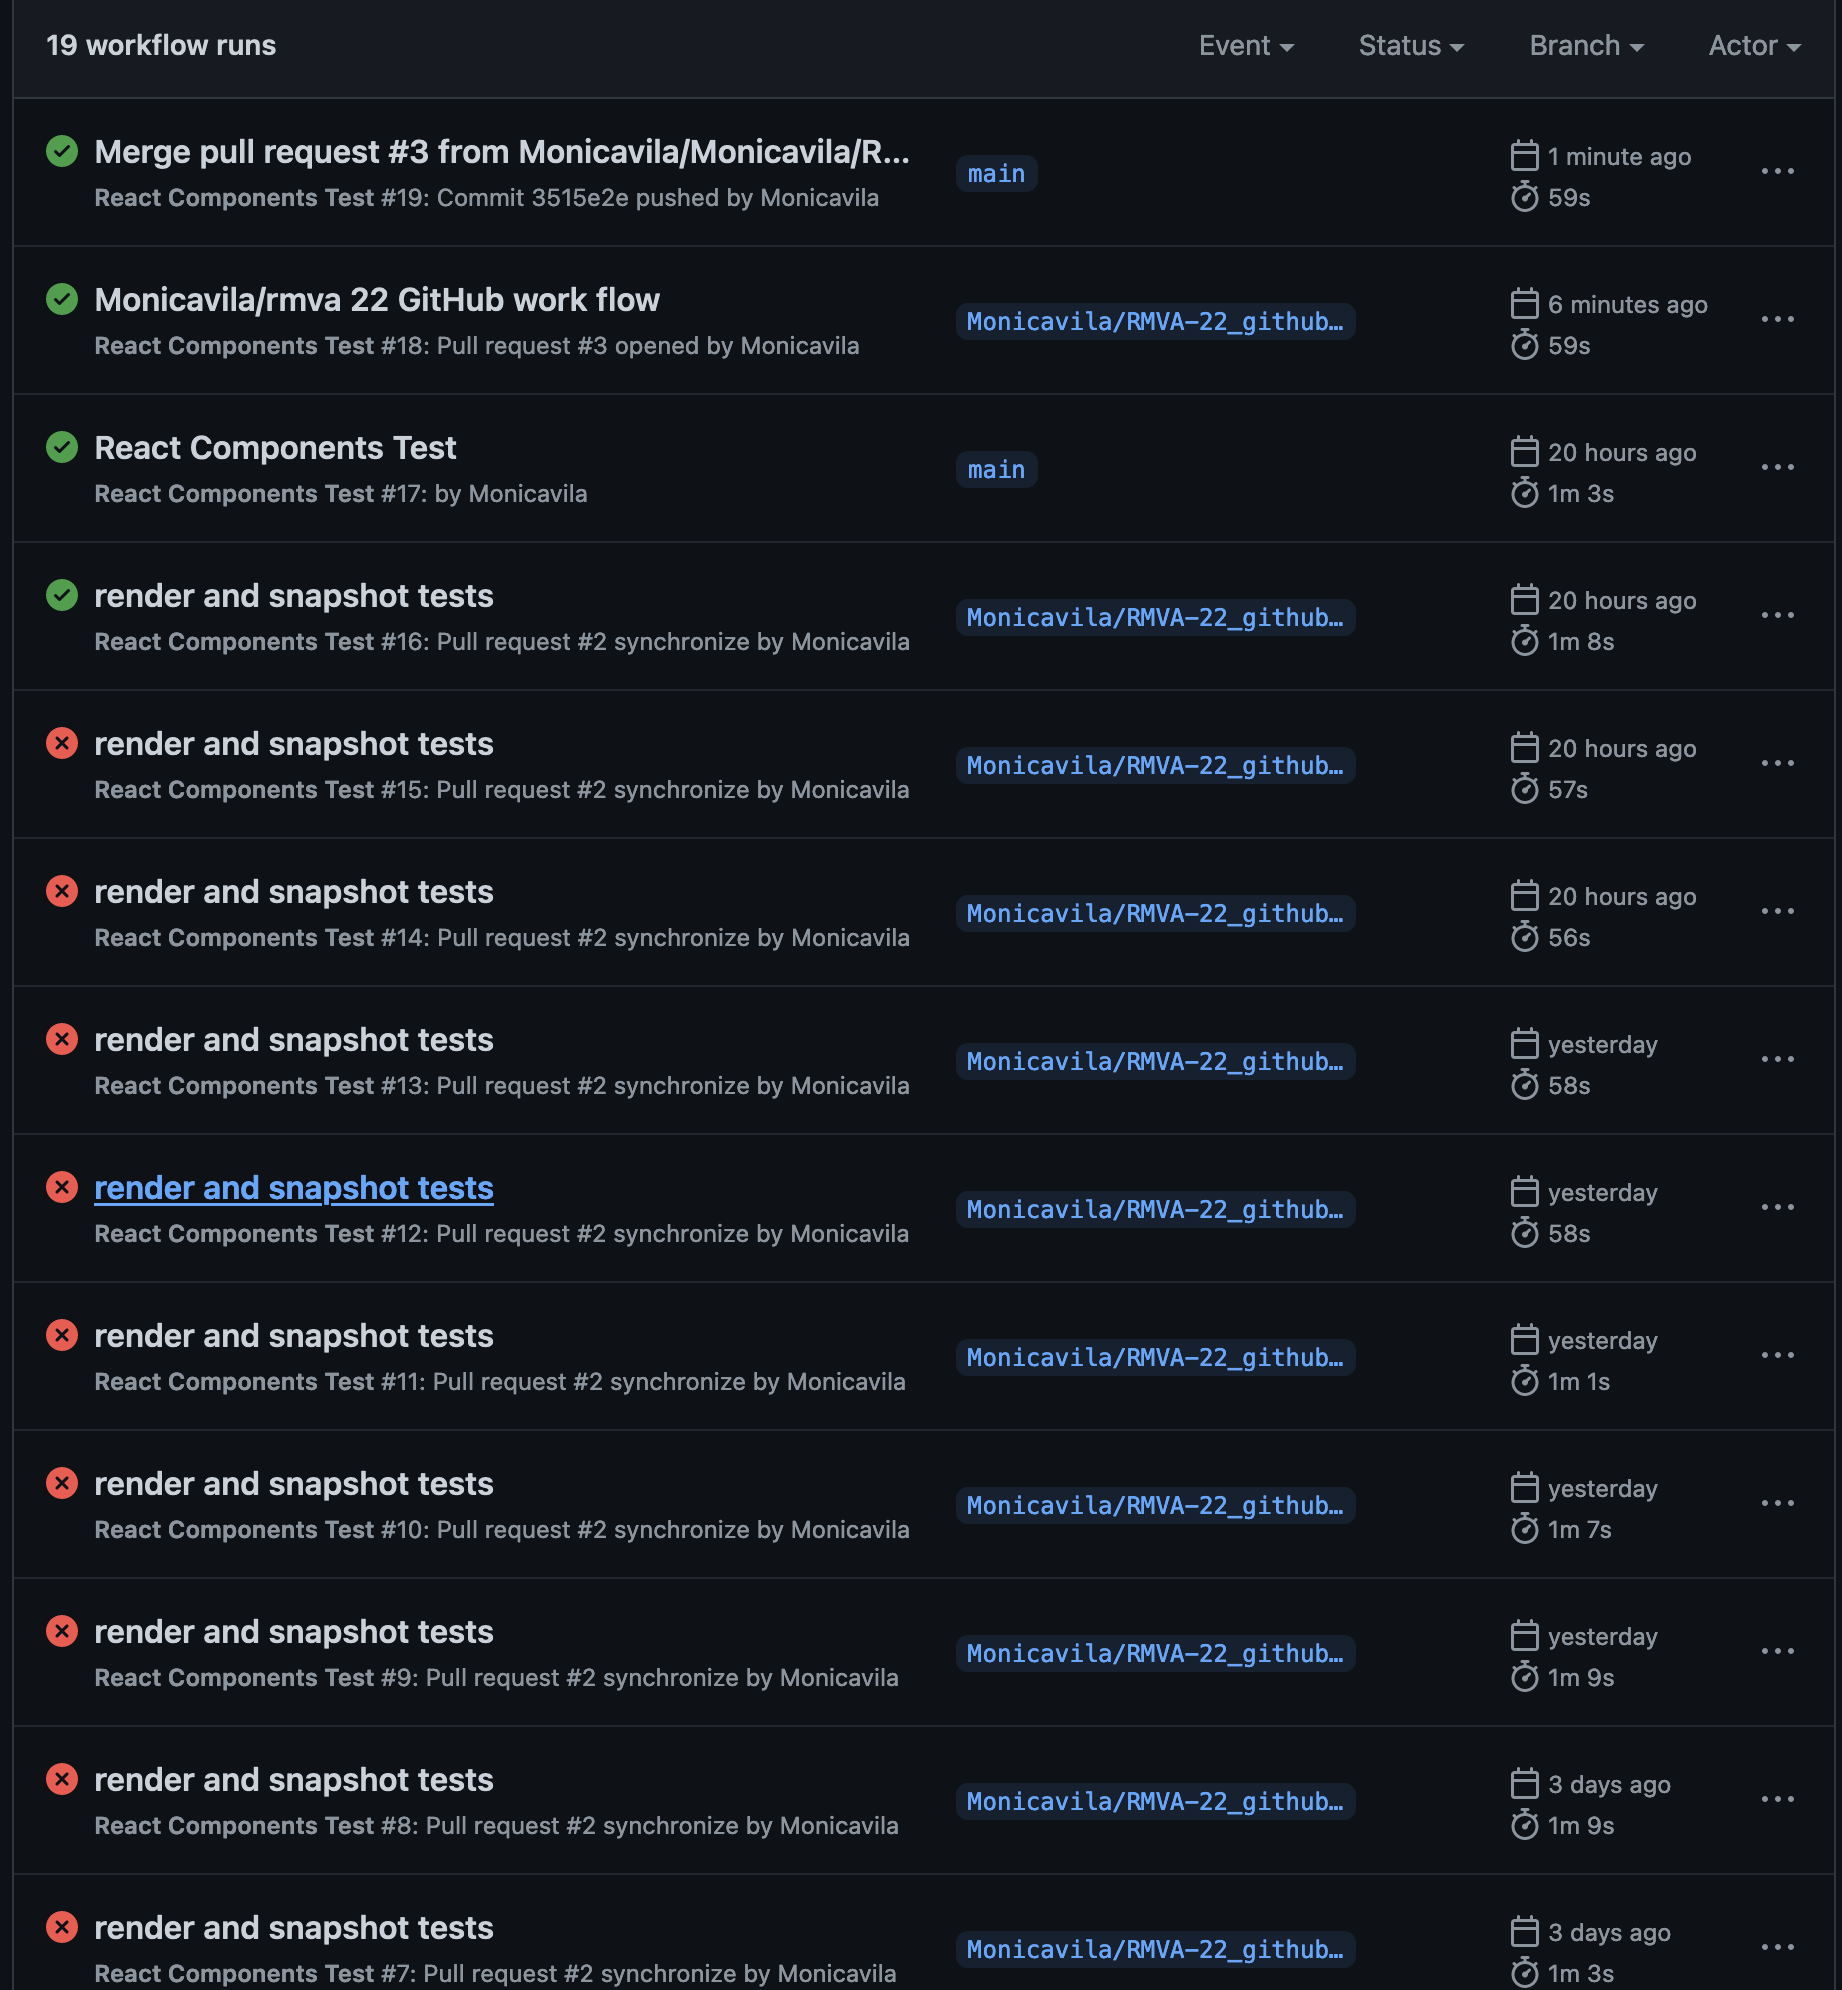 19 workflow runs
Event Status Branch Actor
Merge pull request #3 from Monicavila/Monicavila/R...
React Components Test #19: Commit 3515e2e pushed by Monicavila
main
1 minute ago
59s
Monicavila/rmva 22 GitHub work flow
React Components Test #18: Pull request #3 opened by Monicavila
Monicavila/RMVA-22_github…
6 minutes ago
59s
React Components Test
React Components Test #17: by Monicavila
main
20 hours ago
1m 3s
render and snapshot tests
React Components Test #16: Pull request #2 synchronize by Monicavila
Monicavila/RMVA-22_github…
20 hours ago
1m 8s
render and snapshot tests
React Components Test #15: Pull request #2 synchronize by Monicavila
Monicavila/RMVA-22_github…
20 hours ago
57s
render and snapshot tests
React Components Test #14: Pull request #2 synchronize by Monicavila
Monicavila/RMVA-22_github…
20 hours ago
56s
render and snapshot tests
React Components Test #13: Pull request #2 synchronize by Monicavila
Monicavila/RMVA-22_github…
yesterday
58s
render and snapshot tests
React Components Test #12: Pull request #2 synchronize by Monicavila
Monicavila/RMVA-22_github…
yesterday
58s
render and snapshot tests
React Components Test #11: Pull request #2 synchronize by Monicavila
Monicavila/RMVA-22_github…
yesterday
1m 1s
render and snapshot tests
React Components Test #10: Pull request #2 synchronize by Monicavila
Monicavila/RMVA-22_github…
yesterday
1m 7s
render and snapshot tests
React Components Test #9: Pull request #2 synchronize by Monicavila
Monicavila/RMVA-22_github…
yesterday
1m 9s
render and snapshot tests
React Components Test #8: Pull request #2 synchronize by Monicavila
Monicavila/RMVA-22_github…
3 days ago
1m 9s
render and snapshot tests
React Components Test #7: Pull request #2 synchronize by Monicavila
Monicavila/RMVA-22_github…
3 days ago
1m 3s